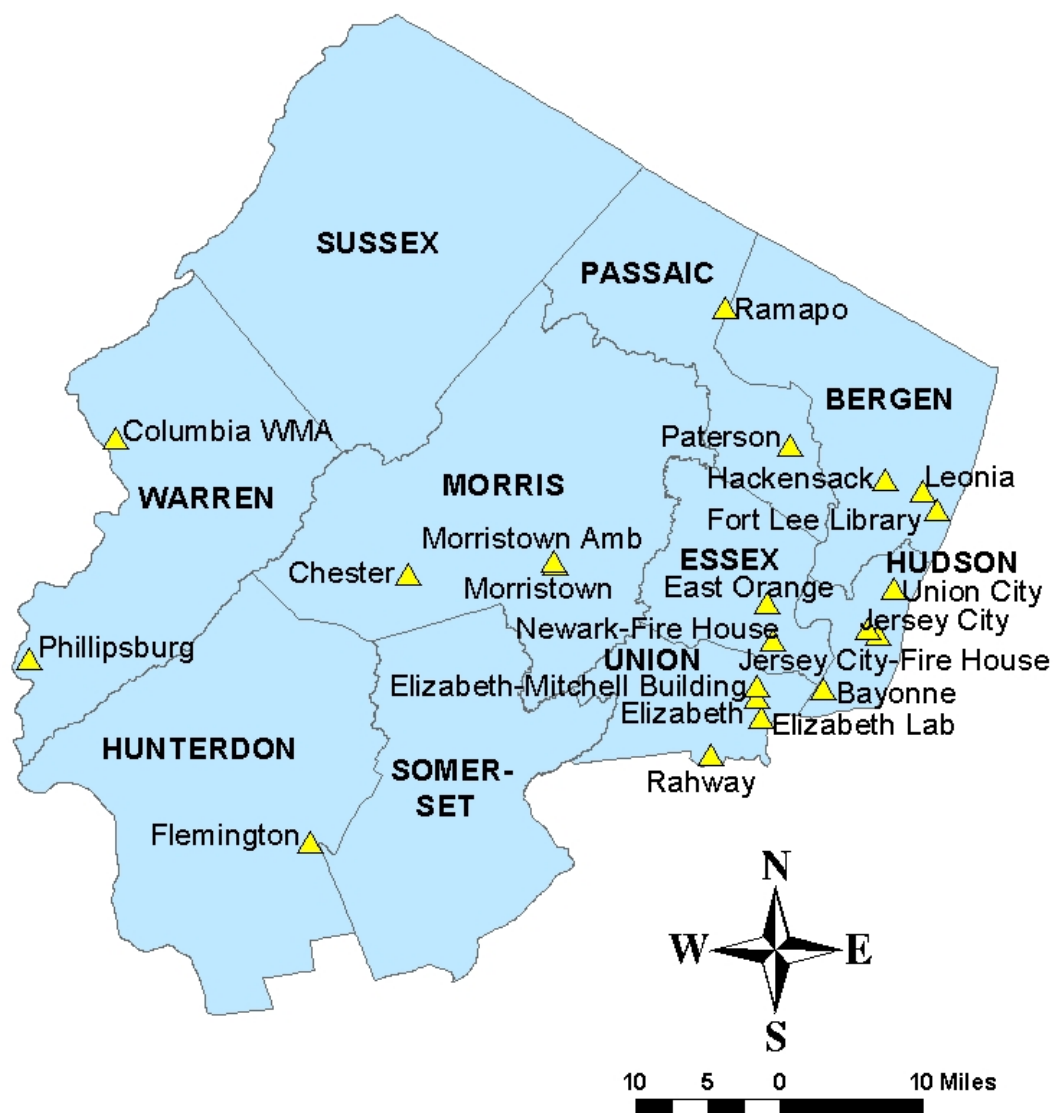 SUSSEX
PASSAIC
Ramapo
BERGEN
Columbia WMA
Paterson
WARREN
MORRIS
Hackensack
Leonia
Fort Lee Library
Morristown Amb
ESSEX
HUDSON
Chester
Morristown
East Orange
Union City
Newark-Fire House
Jersey City
Phillipsburg
UNION
Jersey City-Fire House
Elizabeth-Mitchell Building
Bayonne
Elizabeth
Elizabeth Lab
HUNTERDON
SOMER-
SET
Rahway
Flemington
N
W
E
S
10 5 0 10 Miles